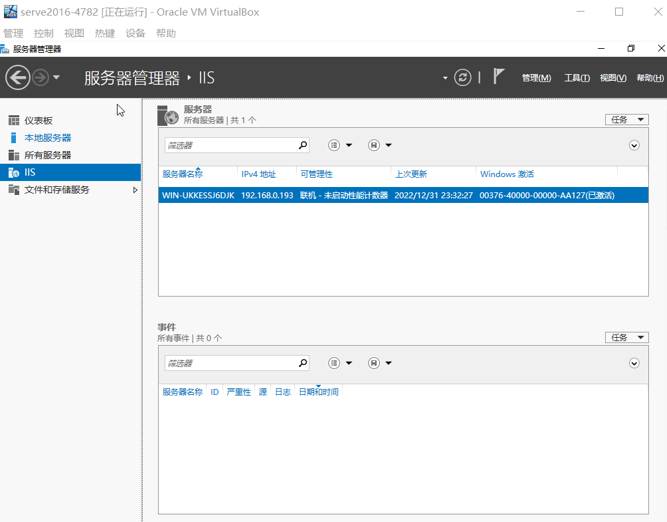 serve2016-4782 [正在运行] - Oracle VM VirtualBox
管理 控制 视图 热键 设备 帮助
服务器管理器
服务器管理器 ‣ IIS
管理(M) 工具(T) 视图(V) 帮助(H)
仪表板
本地服务器
所有服务器
IIS
文件和存储服务
服务器
所有服务器 | 共 1 个
任务
筛选器
服务器名称 IPv4 地址 可管理性 上次更新 Windows 激活
WIN-UKKESSJ6DJK 192.168.0.193 联机 - 未启动性能计数器 2022/12/31 23:32:27 00376-40000-00000-AA127(已激活)
事件
所有事件 | 共 0 个
任务
筛选器
服务器名称 ID 严重性 源 日志 日期和时间